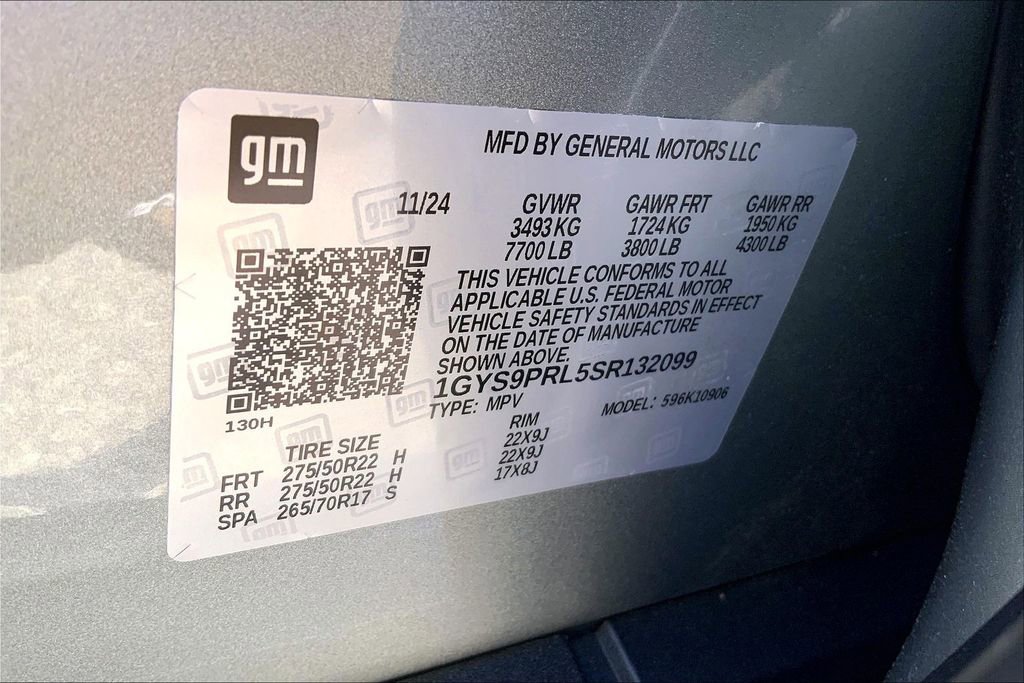 gm
MFD BY GENERAL MOTORS LLC
11/24 GVWR GAWR FRT GAWR RR
3493 KG 1724 KG 1950 KG
7700 LB 3800 LB 4300 LB
THIS VEHICLE CONFORMS TO ALL
APPLICABLE U.S. FEDERAL MOTOR
VEHICLE SAFETY STANDARDS IN EFFECT
ON THE DATE OF MANUFACTURE
SHOWN ABOVE.
1GYS9PRL5SR132099
TYPE: MPV MODEL: 596K10906
130H
TIRE SIZE RIM
FRT 275/50R22 H 22X9J
RR 275/50R22 H 22X9J
SPA 265/70R17 S 17X8J